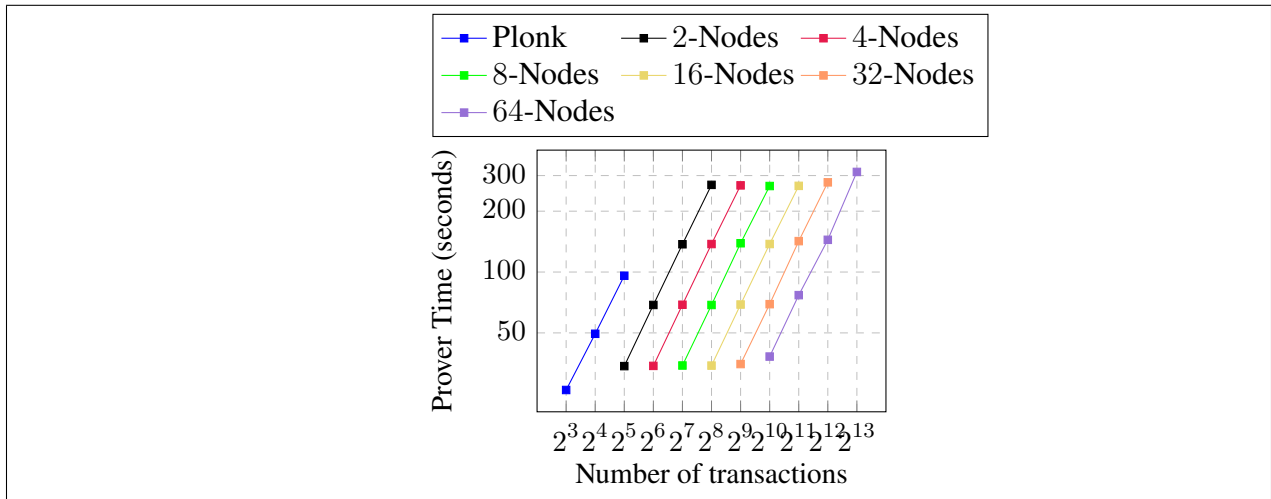 Plonk 2-Nodes 4-Nodes
8-Nodes 16-Nodes 32-Nodes
64-Nodes
Prover Time (seconds)
300
200
100
50
2^3 2^4 2^5 2^6 2^7 2^8 2^9 2^10 2^11 2^12 2^13
Number of transactions